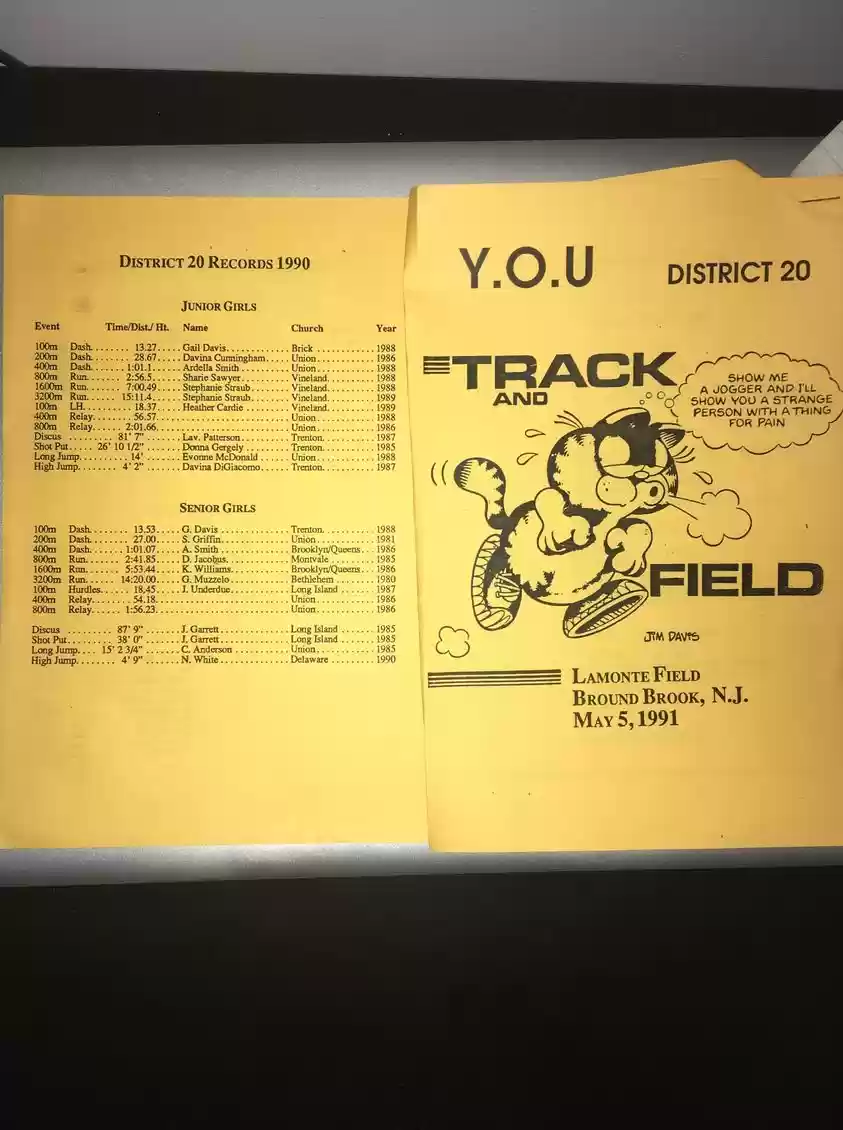 DISTRICT 20 RECORDS 1990
JUNIOR GIRLS
Event Time/Dist./ Ht. Name Church Year
100m Dash........ 13.27..... Gail Davis............ Brick ............ 1988
200m Dash........ 28.67..... Davina Cunningham..... Union............. 1986
400m Dash........ 1:01.1.... Ardella Smith ........ Union............. 1988
800m Run........ 2:56.5.... Sharie Sawyer......... Vineland.......... 1988
1600m Run........ 7:00.49... Stephanie Straub...... Vineland.......... 1988
3200m Run....... 15:11.4.... Stephanie Straub...... Vineland.......... 1989
100m LH......... 18.37..... Heather Cardie ....... Vineland.......... 1989
400m Relay....... 56.57..... ..................... Union............. 1988
800m Relay....... 2:01.66... ..................... Union............. 1986
Discus ......... 81' 7"..... Lav. Patterson........ Trenton........... 1987
Shot Put..... 26' 10 1/2"..... Donna Gergely ........ Trenton........... 1985
Long Jump.......... 14'...... Evonne McDonald ...... Union............. 1988
High Jump........ 4' 2"...... Davina DiGiacomo...... Trenton........... 1987
SENIOR GIRLS
100m Dash........ 13.53..... G. Davis ............. Trenton........... 1988
200m Dash........ 27.00..... S. Griffin............ Union............. 1981
400m Dash........ 1:01.07... A. Smith ............. Brooklyn/Queens... 1986
800m Run........ 2:41.85... D. Jacobus............ Montvale ......... 1985
1600m Run........ 5:53.44... K. Williams........... Brooklyn/Queens... 1986
3200m Run....... 14:20.00... G. Muzzelo ........... Bethlehem ........ 1980
100m Hurdles...... 18.45..... J. Underdue........... Long Island ...... 1987
400m Relay....... 54.18..... ..................... Union............. 1986
800m Relay....... 1:56.23... ..................... Union............. 1986
Discus ......... 87' 9"...... J. Garrett............ Long Island ...... 1985
Shot Put......... 38' 0"...... J. Garrett............ Long Island ...... 1985
Long Jump.... 15' 2 3/4"...... C. Anderson .......... Union............. 1985
High Jump........ 4' 9"...... N. White ............. Delaware ......... 1990
Y.O.U DISTRICT 20
TRACK
AND
FIELD
SHOW ME
A JOGGER AND I'LL
SHOW YOU A STRANGE
PERSON WITH A THING
FOR PAIN
JIM DAVIS
LAMONTE FIELD
BROUND BROOK, N.J.
MAY 5, 1991